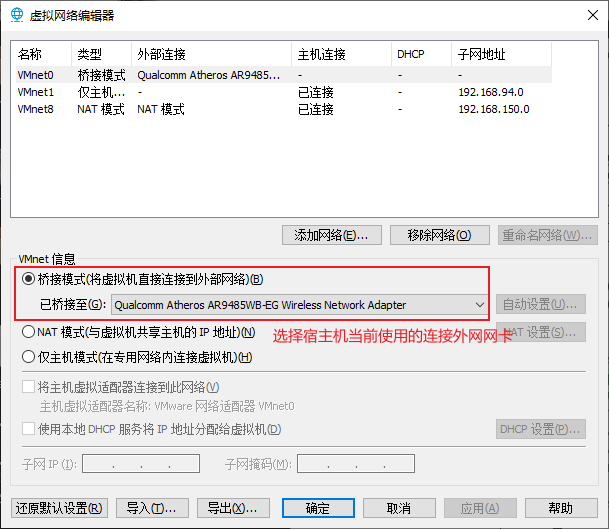 虚拟网络编辑器
名称 类型 外部连接 主机连接 DHCP 子网地址
VMnet0 桥接模式 Qualcomm Atheros AR9485... - - -
VMnet1 仅主机... - 已连接 - 192.168.94.0
VMnet8 NAT 模式 NAT 模式 已连接 - 192.168.150.0
添加网络(E)... 移除网络(O) 重命名网络(W)...
VMnet 信息
桥接模式(将虚拟机直接连接到外部网络)(B)
已桥接至(G): Qualcomm Atheros AR9485WB-EG Wireless Network Adapter 自动设置(U)...
NAT 模式(与虚拟机共享主机的 IP 地址)(N) NAT 设置(S)...
选择宿主机当前使用的连接外网网卡
仅主机模式(在专用网络内连接虚拟机)(H)
将主机虚拟适配器连接到此网络(V)
主机虚拟适配器名称: VMware 网络适配器 VMnet0
使用本地 DHCP 服务将 IP 地址分配给虚拟机(D) DHCP 设置(P)...
子网 IP (I): . . . 子网掩码(M): . . .
还原默认设置(R) 导入(T)... 导出(X)... 确定 取消 应用(A) 帮助